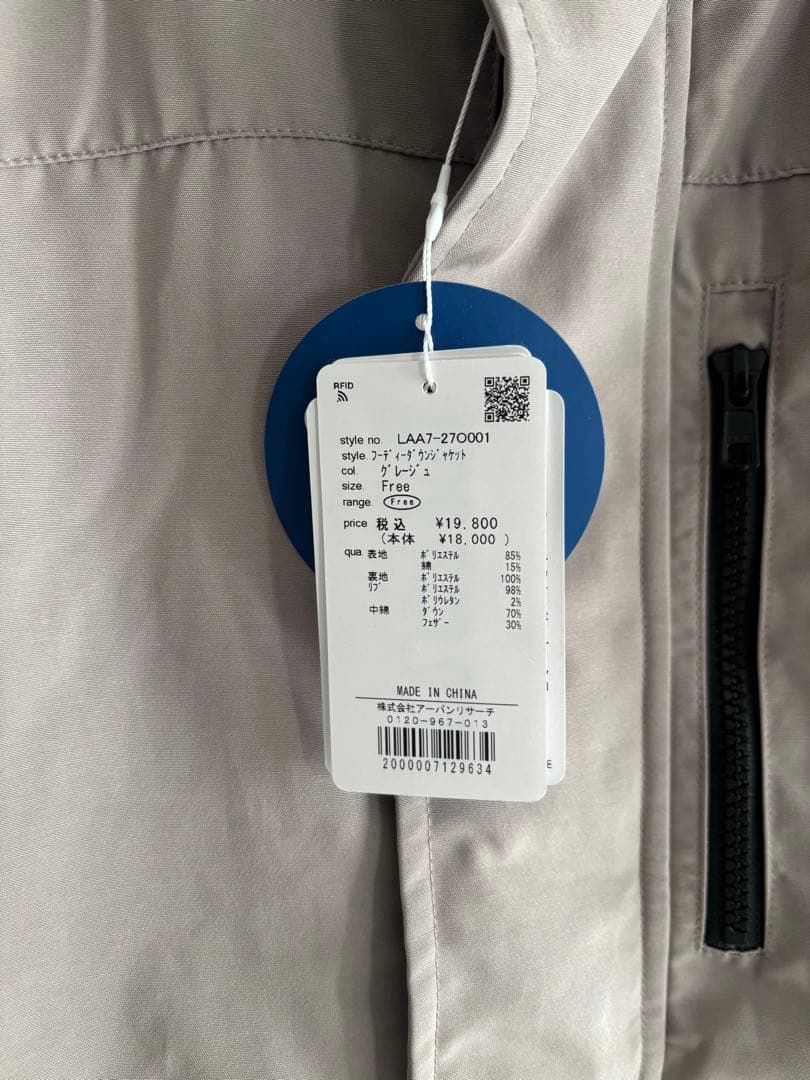 RFID
style no. LAA7-27O001
style. ﾌｰﾃﾞｨｰﾀﾞｳﾝｼﾞｬｹｯﾄ
col. ｸﾞﾚｰｼﾞｭ
size. Free
range. Free
price 税込 ¥19,800
(本体 ¥18,000 )
qua. 表地 ﾎﾟﾘｴｽﾃﾙ 85%
綿 15%
裏地 ﾎﾟﾘｴｽﾃﾙ 100%
ﾘﾌﾞ ﾎﾟﾘｴｽﾃﾙ 98%
ﾎﾟﾘｳﾚﾀﾝ 2%
中綿 ﾀﾞｳﾝ 70%
ﾌｪｻﾞｰ 30%
MADE IN CHINA
株式会社アーバンリサーチ
0120-967-013
2000007129634
E